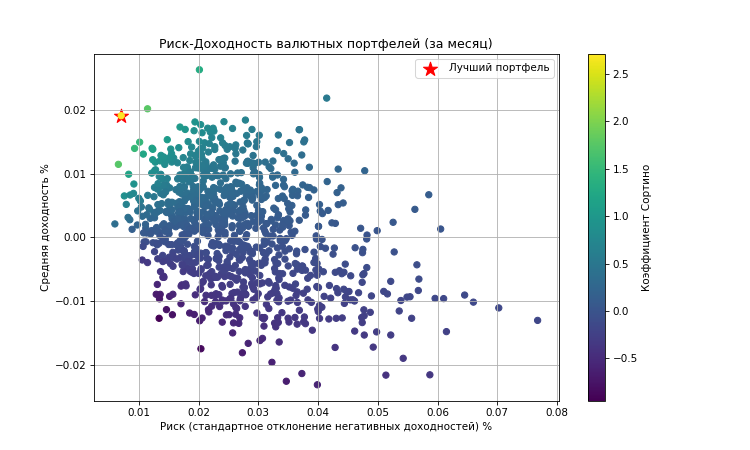 Риск-Доходность валютных портфелей (за месяц)
Лучший портфель
Средняя доходность %
0.02
0.01
0.00
−0.01
−0.02
0.01 0.02 0.03 0.04 0.05 0.06 0.07 0.08
Риск (стандартное отклонение негативных доходностей) %
2.5
2.0
1.5
1.0
0.5
0.0
−0.5
Коэффициент Сортино